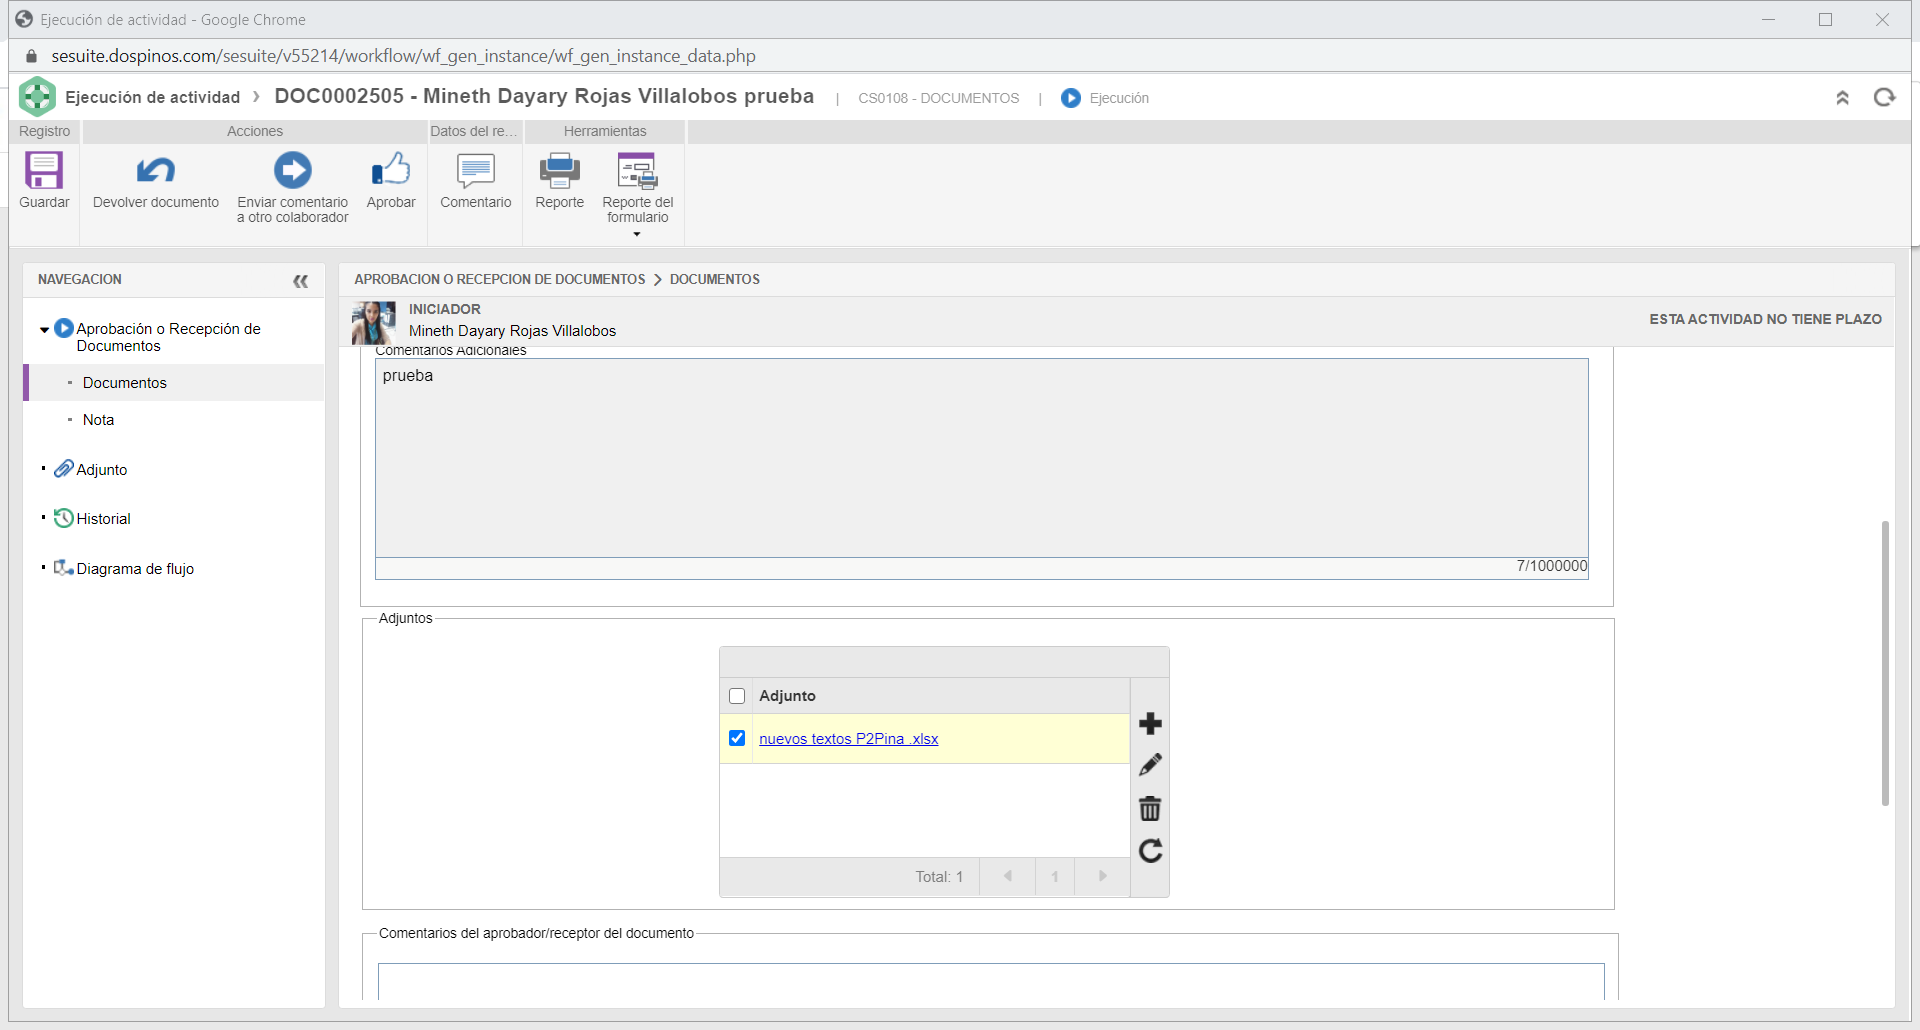 Ejecución de actividad - Google Chrome
sesuite.dospinos.com/sesuite/v55214/workflow/wf_gen_instance/wf_gen_instance_data.php
Ejecución de actividad › DOC0002505 - Mineth Dayary Rojas Villalobos prueba | CS0108 - DOCUMENTOS | Ejecución
Registro Acciones Datos del re... Herramientas
Guardar
Devolver documento
Enviar comentario
a otro colaborador
Aprobar
Comentario
Reporte
Reporte del
formulario
NAVEGACION
Aprobación o Recepción de
Documentos
Documentos
Nota
Adjunto
Historial
Diagrama de flujo
APROBACION O RECEPCION DE DOCUMENTOS > DOCUMENTOS
INICIADOR
Mineth Dayary Rojas Villalobos
ESTA ACTIVIDAD NO TIENE PLAZO
Comentarios Adicionales
prueba
7/1000000
Adjuntos
Adjunto
nuevos textos P2Pina .xlsx
Total: 1 1
Comentarios del aprobador/receptor del documento